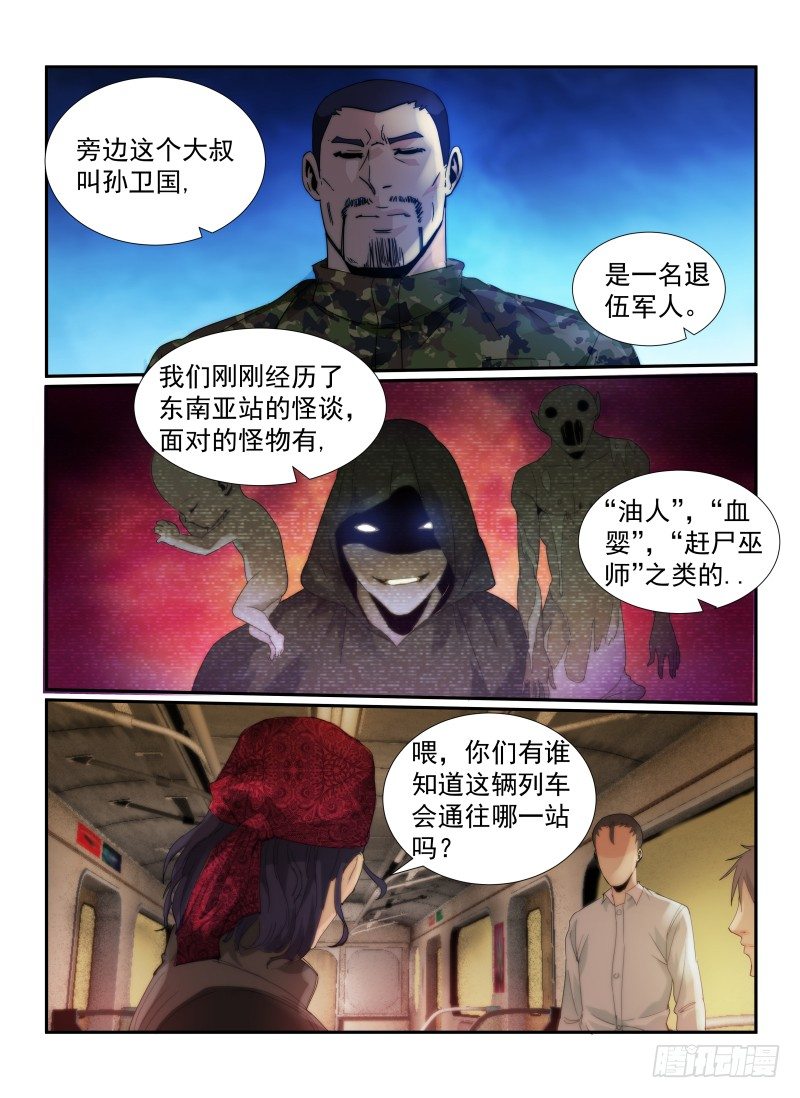 旁边这个大叔
叫孙卫国,
是一名退
伍军人。
我们刚刚经历了
东南亚站的怪谈，
面对的怪物有,
“油人”，“血
婴”，“赶尸巫
师”之类的..
喂，你们有谁
知道这辆列车
会通往哪一站
吗？
腾讯动漫